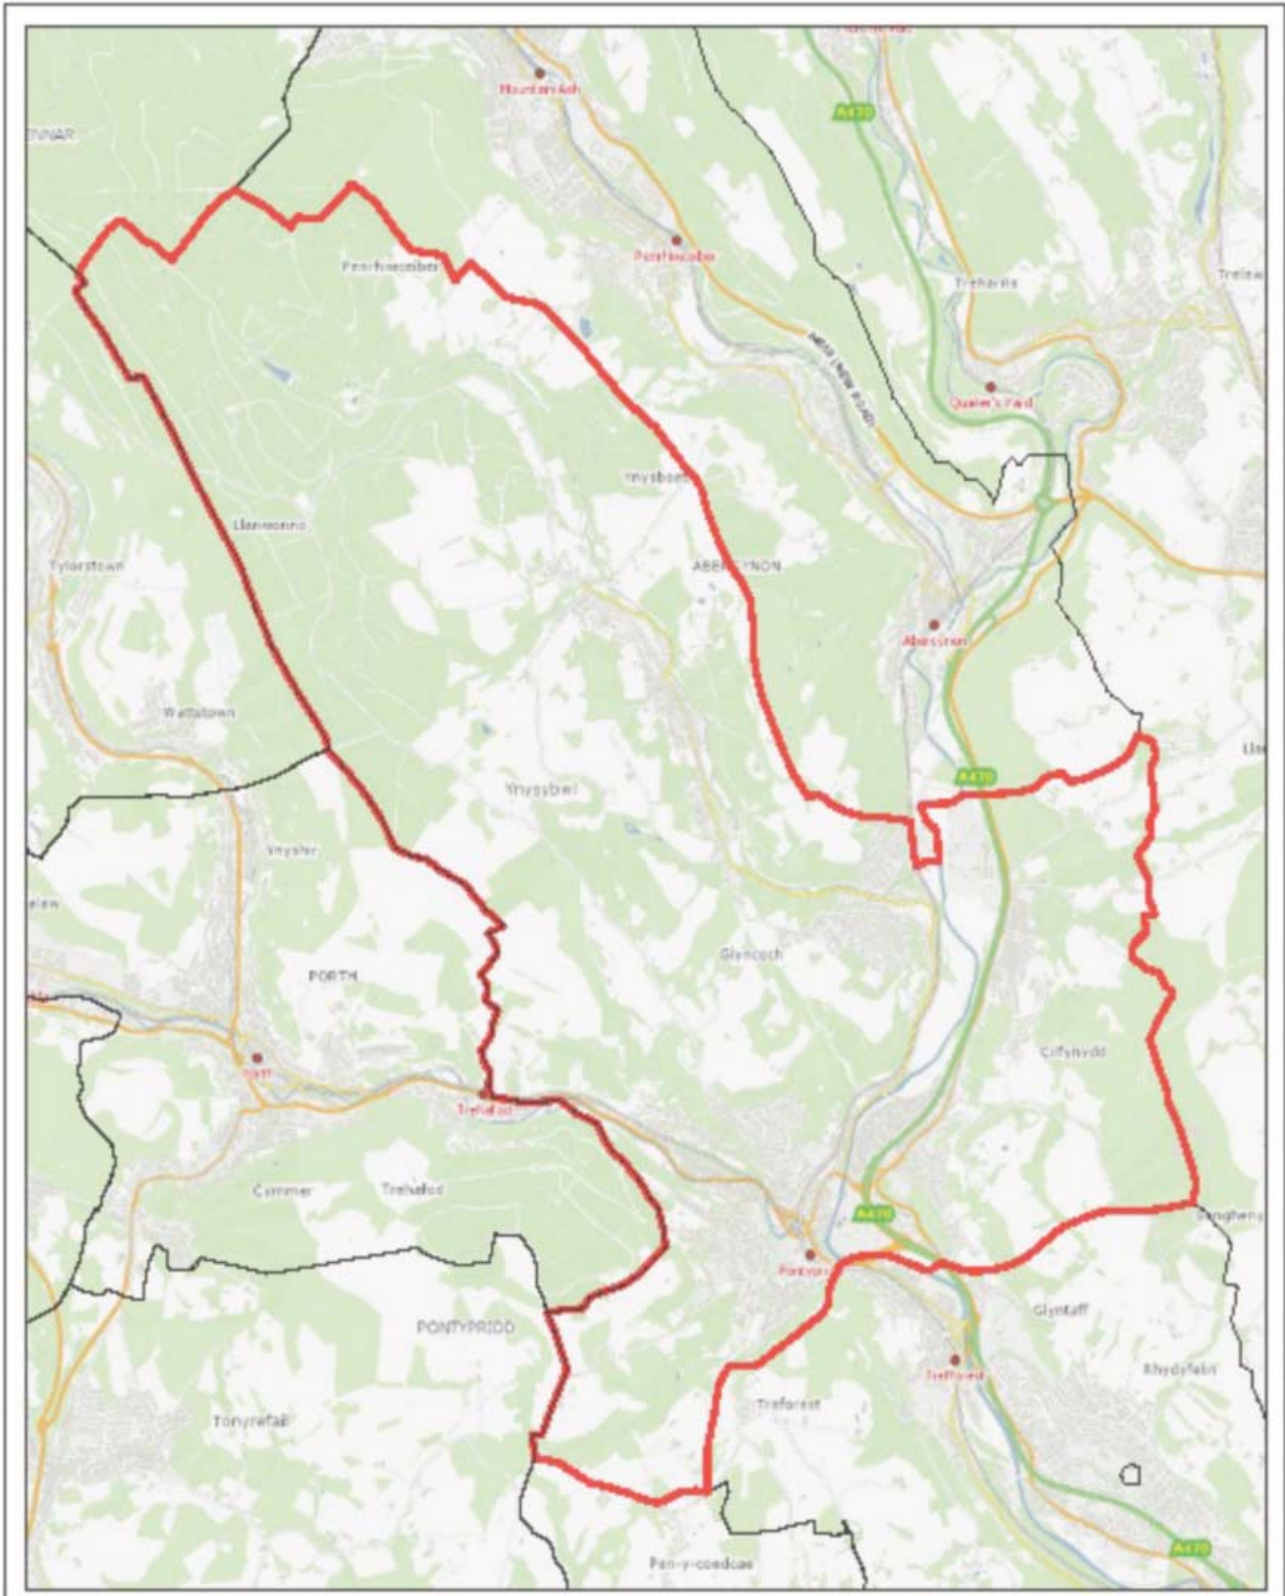 Mountain Ash
A470
Penrhiwceiber
Penrhiwceiber
Treharris
Quaker's Yard
Ynysboeth
Llanwonno
ABERCYNON
Tylorstown
Abercynon
Wattstown
A470
Ynysybwl
Ynyshir
Glyncoch
PORTH
Cilfynydd
Porth
Trehafod
Cymmer
Trehafod
A470
Pontypridd
Glyntaff
PONTYPRIDD
Rhydyfelin
Trefforest
Treforest
Tonyrefail
A470
Pen-y-coedcae